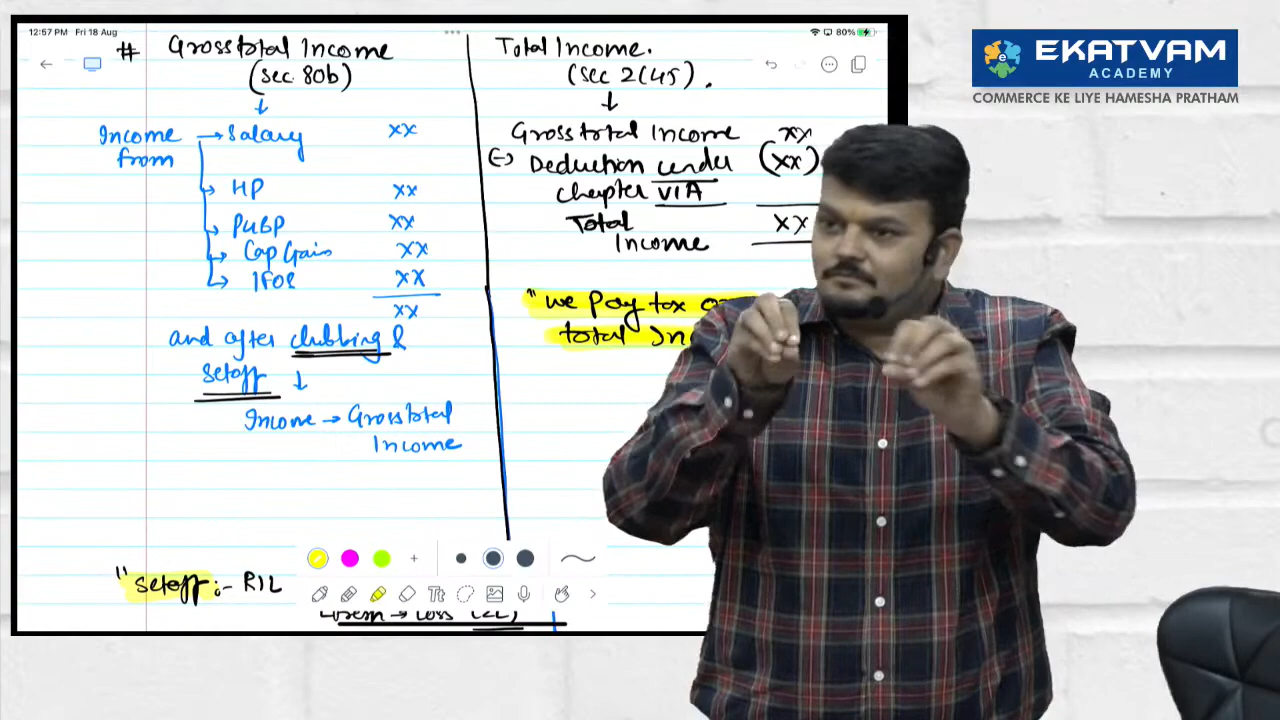 12:57 PM Fri 18 Aug
80%
# Gross total Income
(sec 80b)
Income from
→ Salary XX
HP XX
PGBP XX
Cap Gain XX
IFOS XX
XX
and after clubbing &
setoff ↓
Income → Gross total
Income
"setoff :- RIL
→ Loss (2L)
Total Income.
(sec 2(45).
↓
Gross total Income XX
(-) Deduction under (XX)
chapter VIA
Total XX
Income
"we pay tax
total In
EKATVAM
ACADEMY
COMMERCE KE LIYE HAMESHA PRATHAM